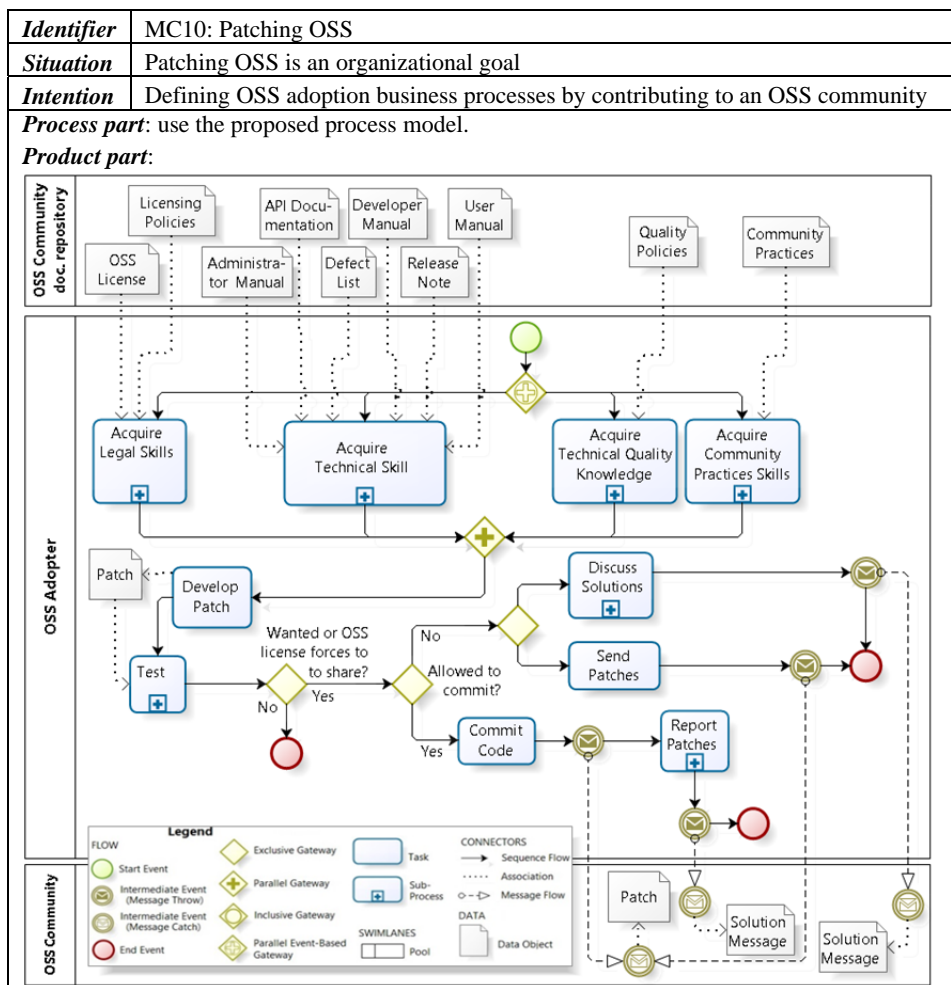 Identifier MC10: Patching OSS
Situation Patching OSS is an organizational goal
Intention Defining OSS adoption business processes by contributing to an OSS community
Process part: use the proposed process model.
Product part:
OSS Community
doc. repository
Licensing
Policies
OSS
License
API Docu-
mentation
Administra-
tor Manual
Developer
Manual
Defect
List
User
Manual
Release
Note
Quality
Policies
Community
Practices
OSS Adopter
Acquire
Legal Skills
Acquire
Technical Skill
Acquire
Technical Quality
Knowledge
Acquire
Community
Practices Skills
Patch
Develop
Patch
Test
Wanted or OSS
license forces to
to share?
No
Yes
Allowed to
commit?
No
Yes
Discuss
Solutions
Send
Patches
Commit
Code
Report
Patches
Legend
FLOW
Start Event
Intermediate Event
(Message Throw)
Intermediate Event
(Message Catch)
End Event
Exclusive Gateway
Parallel Gateway
Inclusive Gateway
Parallel Event-Based
Gateway
Task
Sub-
Process
SWIMLANES
Pool
CONNECTORS
Sequence Flow
Association
Message Flow
DATA
Data Object
OSS Community
Patch
Solution
Message
Solution
Message